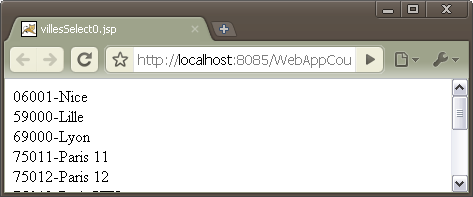 villesSelect0.jsp
http://localhost:8085/WebAppCou
06001-Nice
59000-Lille
69000-Lyon
75011-Paris 11
75012-Paris 12